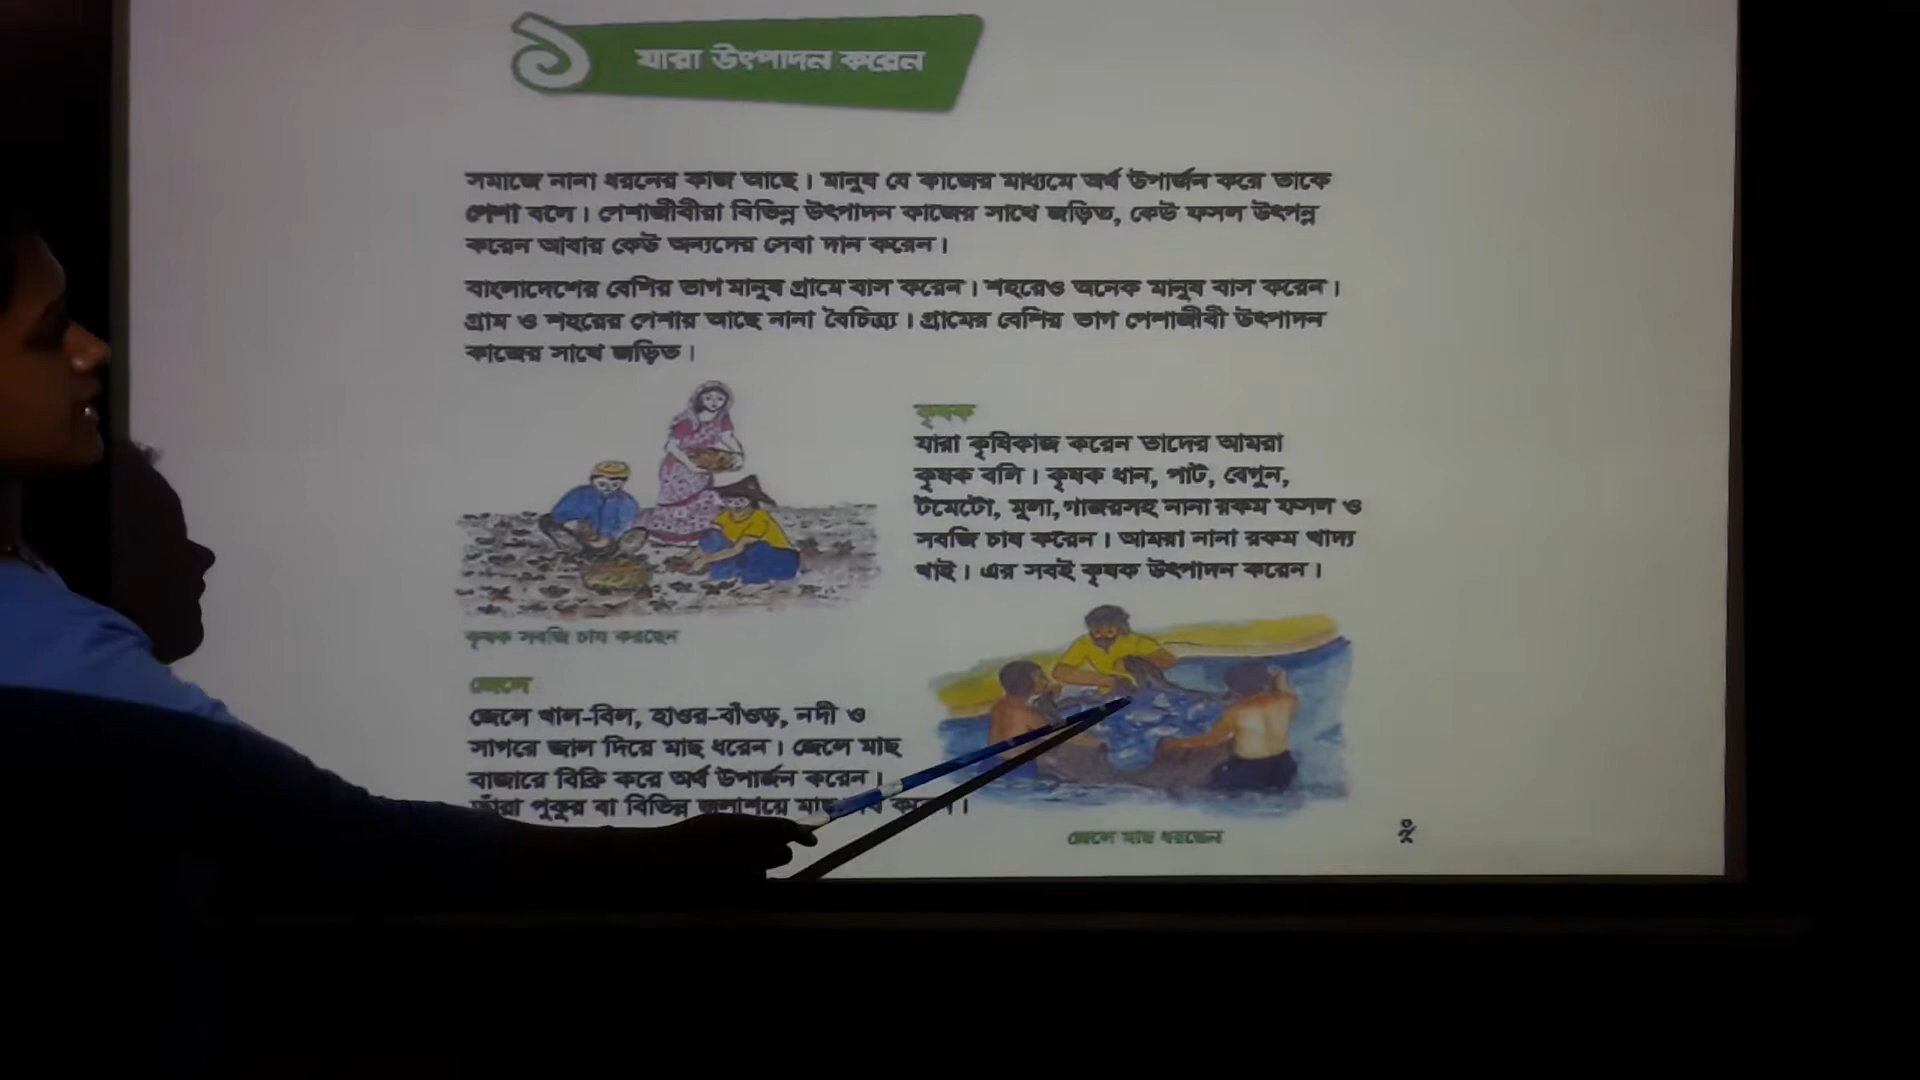 ১
যারা উৎপাদন করেন
সমাজে নানা ধরনের কাজ আছে। মানুষ যে কাজের মাধ্যমে অর্থ উপার্জন করে তাকে
পেশা বলে। পেশাজীবীরা বিভিন্ন উৎপাদন কাজের সাথে জড়িত, কেউ ফসল উৎপন্ন
করেন আবার কেউ অন্যদের সেবা দান করেন।
বাংলাদেশের বেশির ভাগ মানুষ গ্রামে বাস করেন। শহরেও অনেক মানুষ বাস করেন।
গ্রাম ও শহরের পেশায় আছে নানা বৈচিত্র্য। গ্রামের বেশির ভাগ পেশাজীবী উৎপাদন
কাজের সাথে জড়িত।
কৃষক
যারা কৃষিকাজ করেন তাদের আমরা
কৃষক বলি। কৃষক ধান, পাট, বেগুন,
টমেটো, মুলা, গাজরসহ নানা রকম ফসল ও
সবজি চাষ করেন। আমরা নানা রকম খাদ্য
খাই। এর সবই কৃষক উৎপাদন করেন।
কৃষক সবজি চাষ করছেন
জেলে
জেলে খাল-বিল, হাওর-বাঁওড়, নদী ও
সাগরে জাল দিয়ে মাছ ধরেন। জেলে মাছ
বাজারে বিক্রি করে অর্থ উপার্জন করেন।
তাঁরা পুকুর বা বিভিন্ন জলাশয়ে মাছ
জেলে মাছ ধরছেন